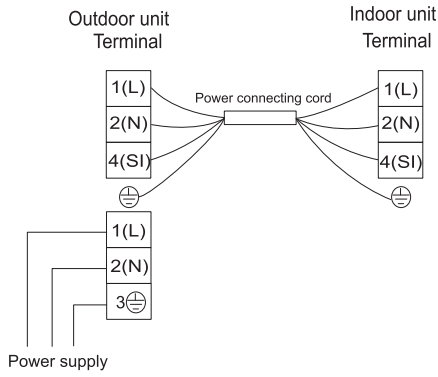 Outdoor unit
Terminal
Indoor unit
Terminal
1(L)
2(N)
4(SI)
Power connecting cord
1(L)
2(N)
4(SI)
1(L)
2(N)
3
Power supply